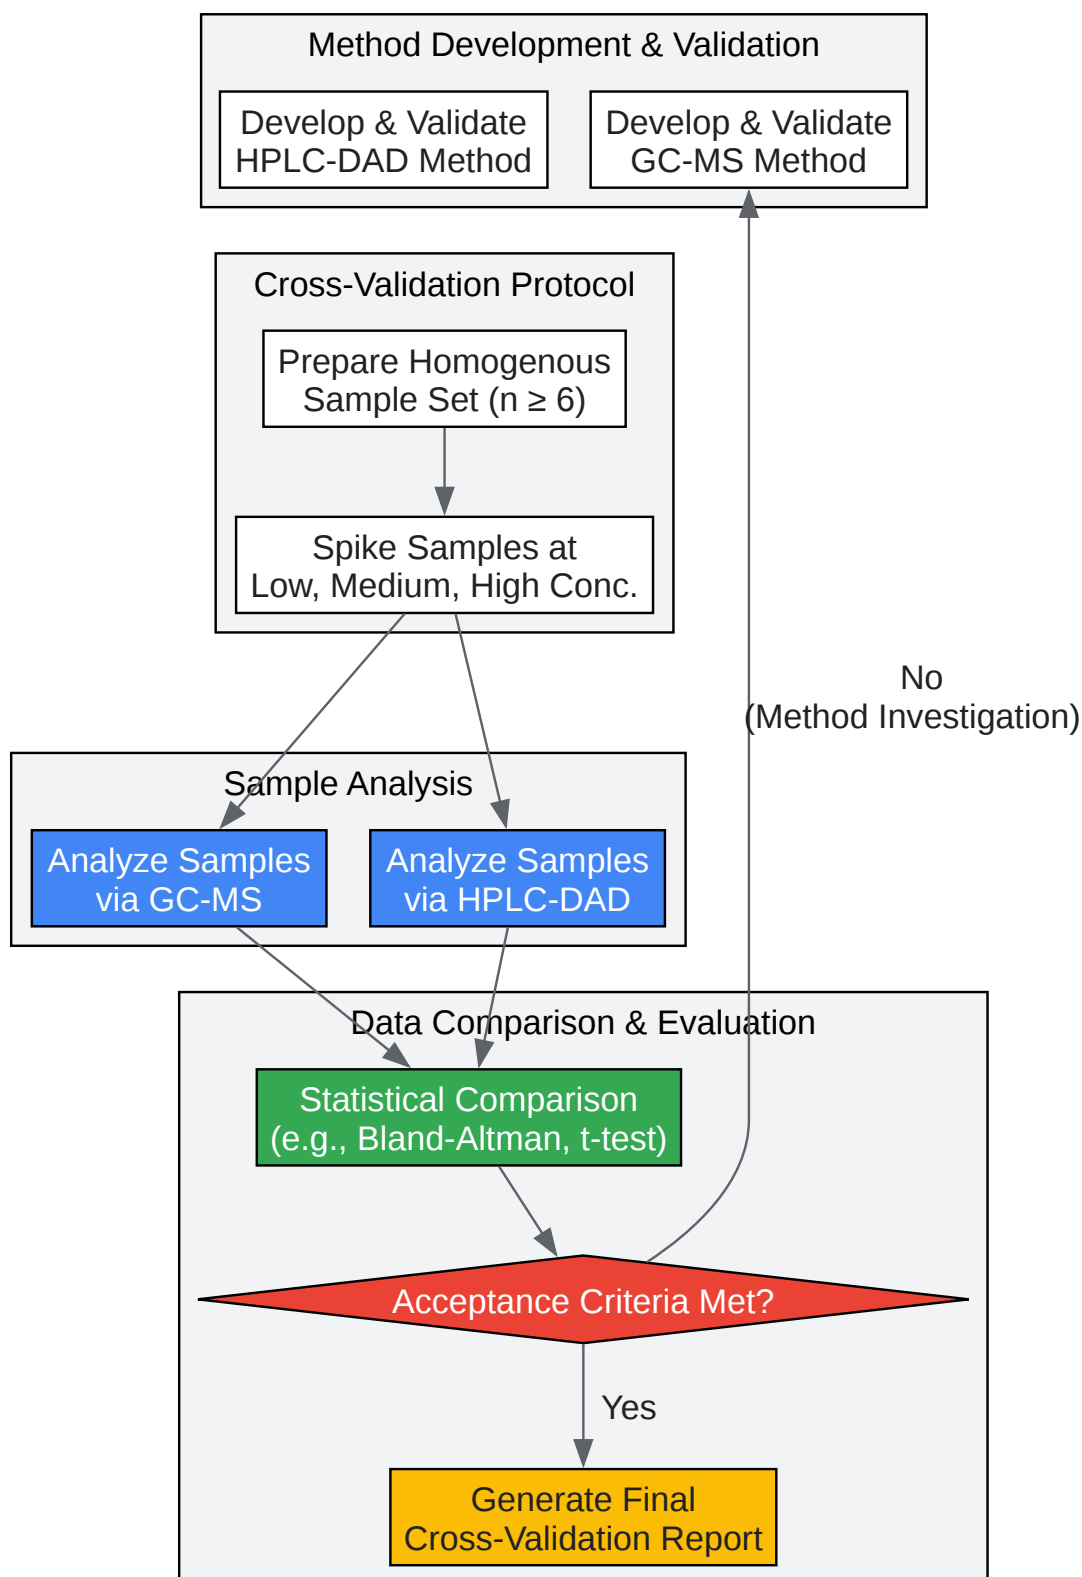 Method Development & Validation
Develop & Validate
HPLC-DAD Method
Develop & Validate
GC-MS Method
Cross-Validation Protocol
Prepare Homogenous
Sample Set (n ≥ 6)
Spike Samples at
Low, Medium, High Conc.
No
(Method Investigation)
Sample Analysis
Analyze Samples
via GC-MS
Analyze Samples
via HPLC-DAD
Data Comparison & Evaluation
Statistical Comparison
(e.g., Bland-Altman, t-test)
Acceptance Criteria Met?
Yes
Generate Final
Cross-Validation Report